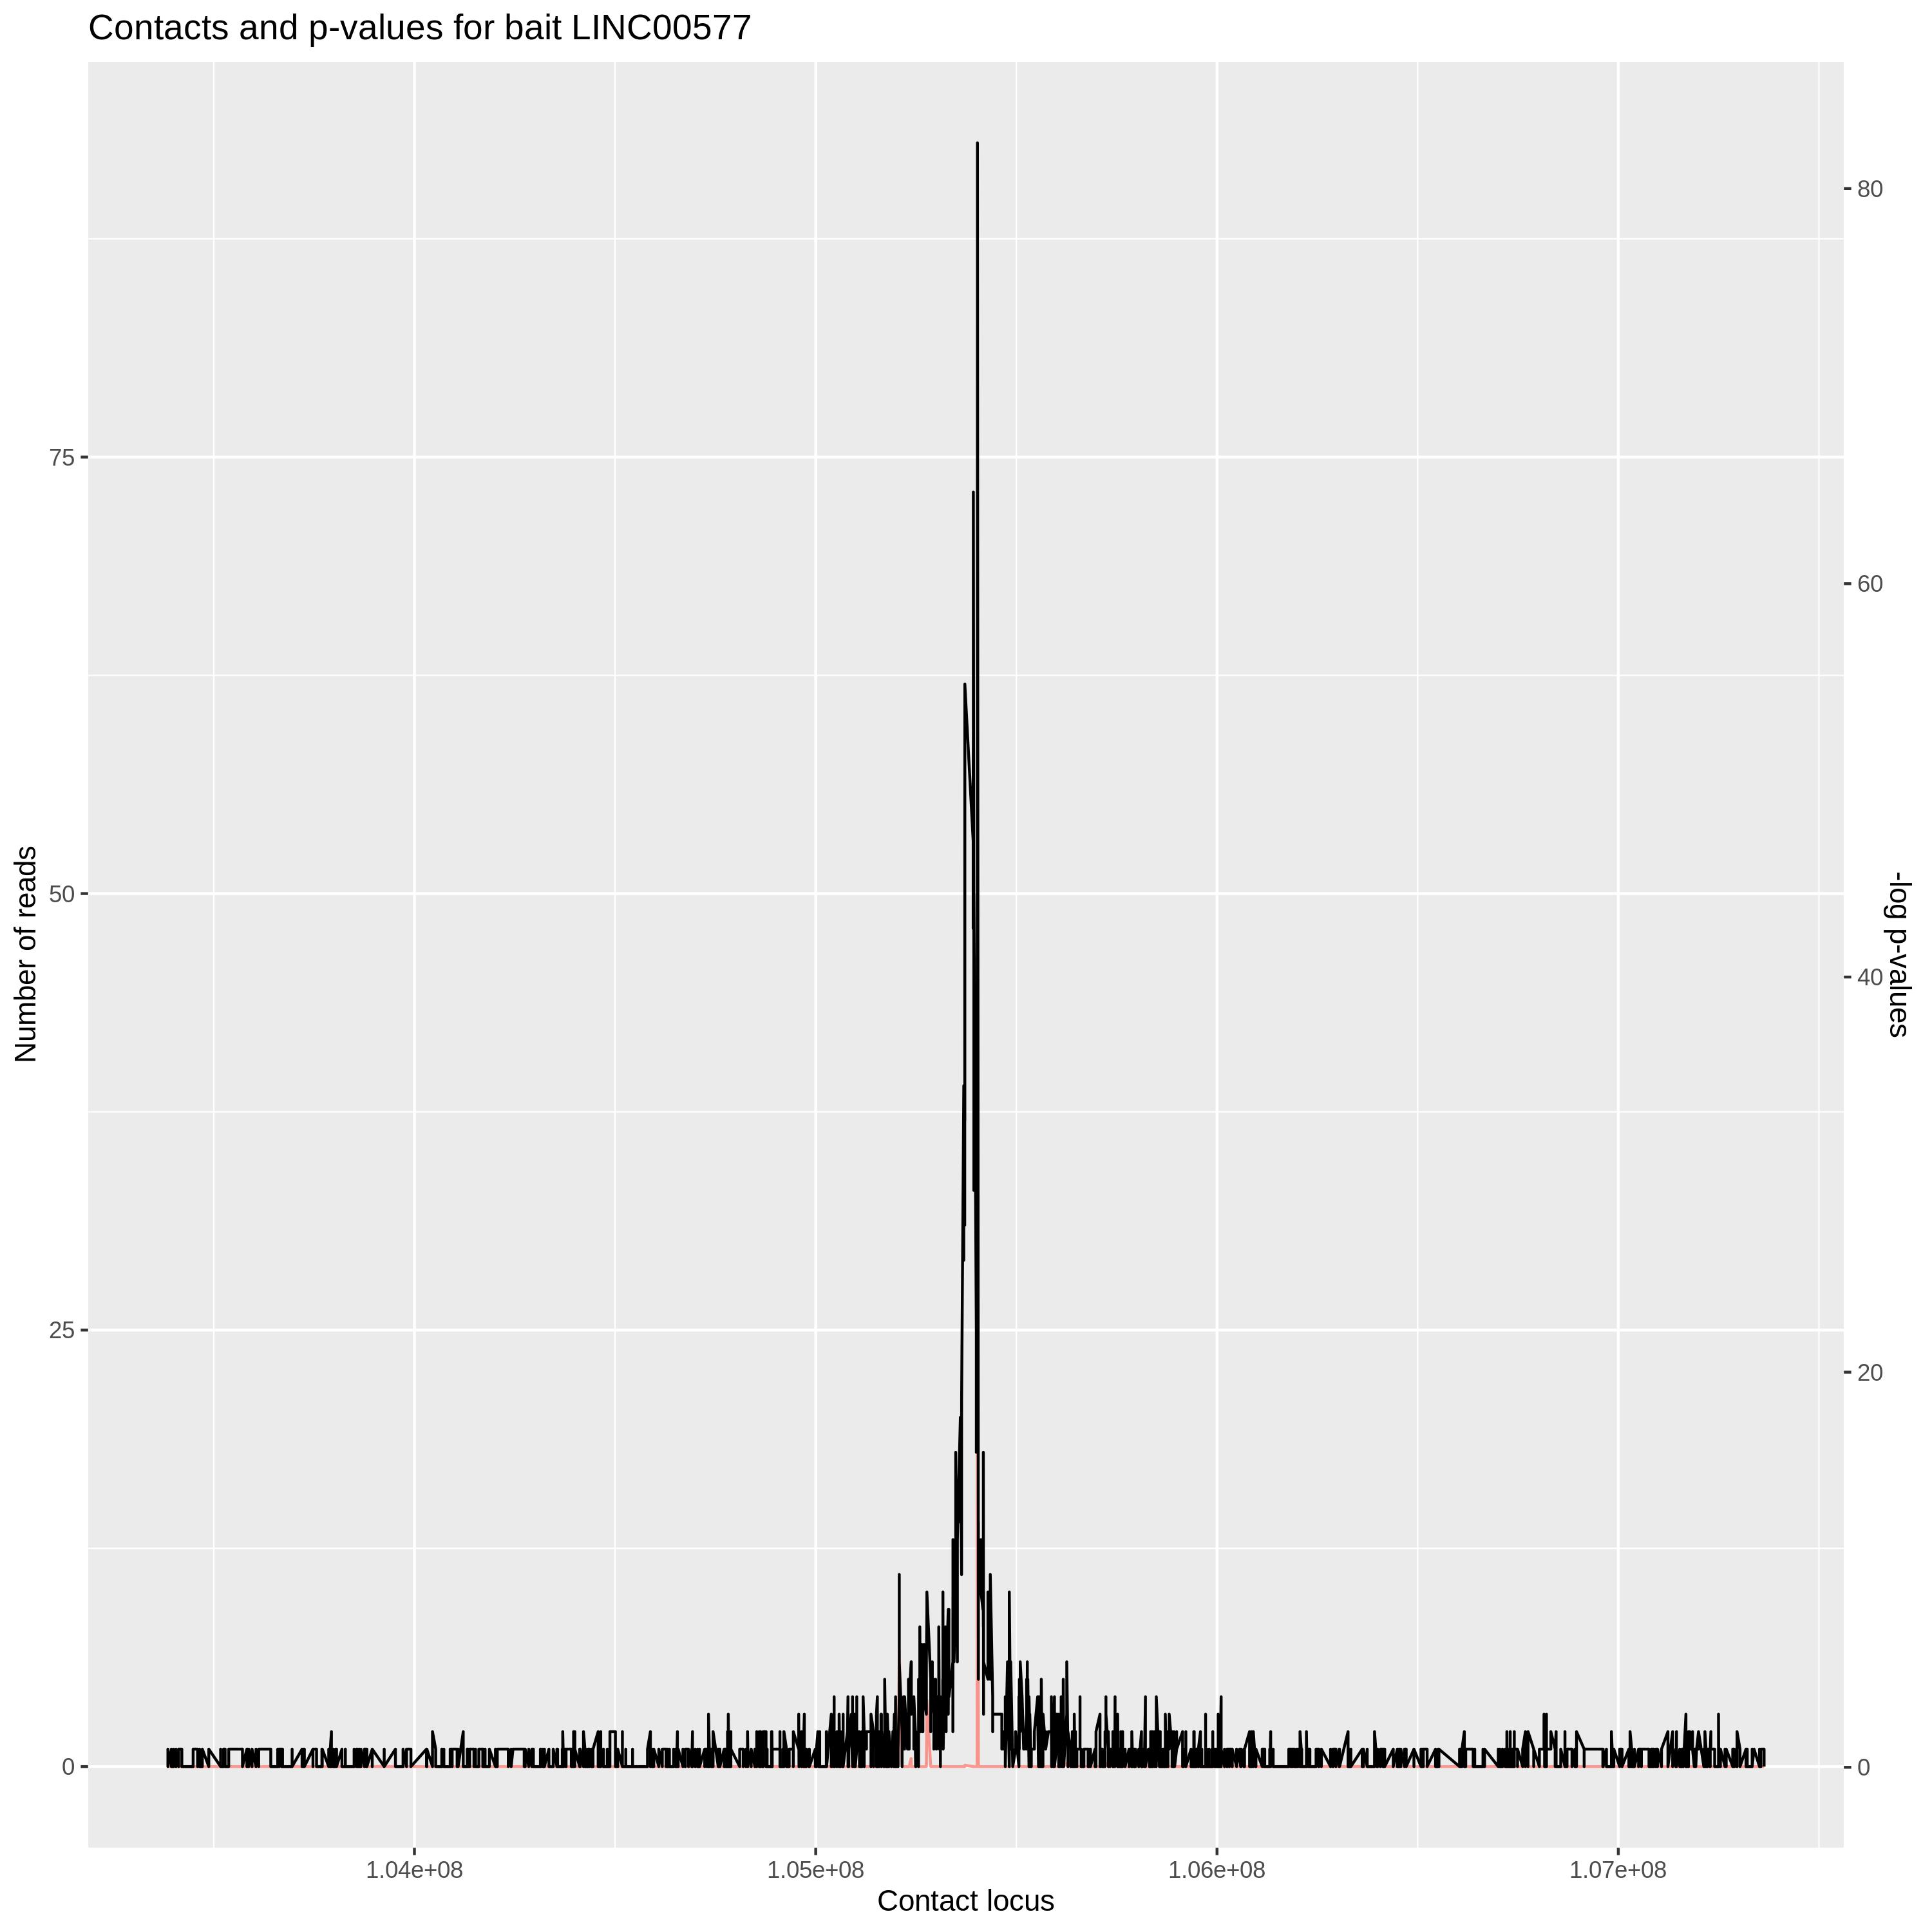 Contacts and p-values for bait LINC00577
80
75
60
50
40
25
20
0
0
Number of reads
-log p-values
1.04e+08
1.05e+08
1.06e+08
1.07e+08
Contact locus